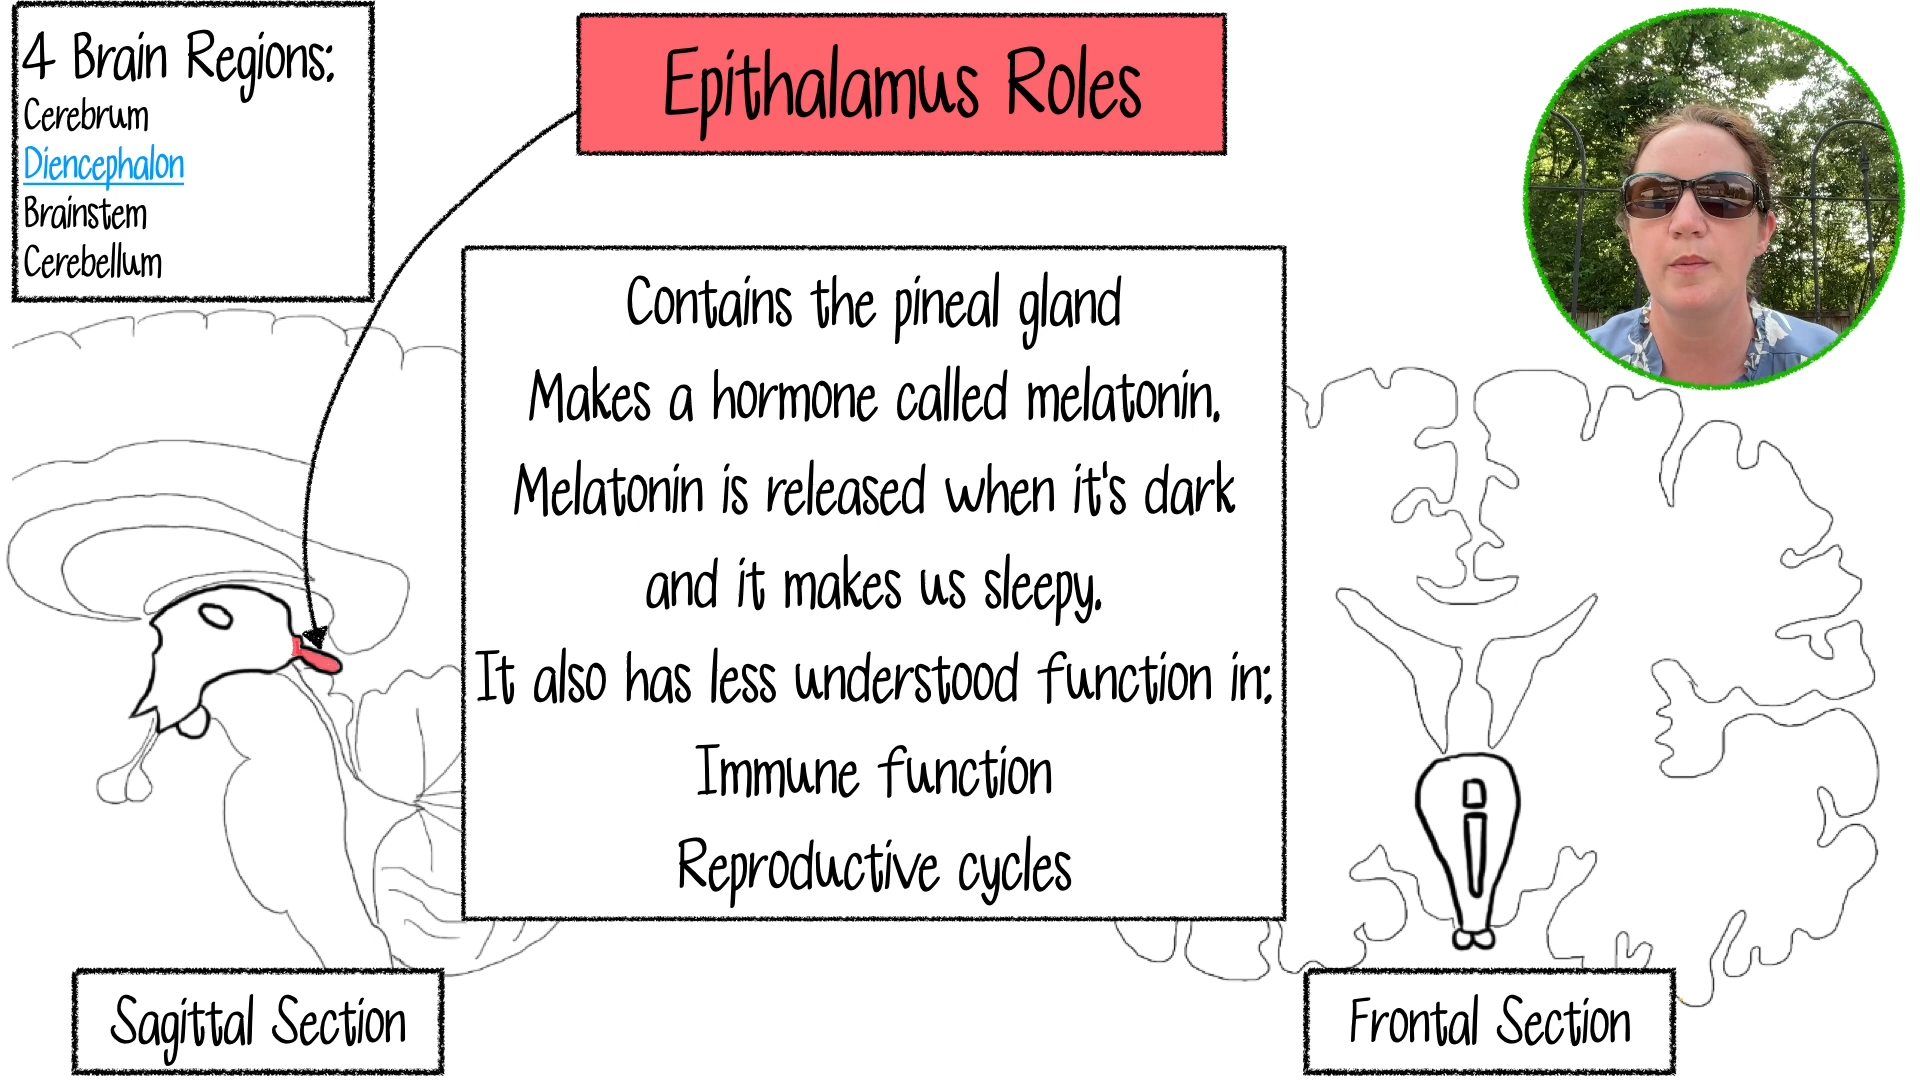 4 Brain Regions:
Cerebrum
Diencephalon
Brainstem
Cerebellum
Epithalamus Roles
Contains the pineal gland
Makes a hormone called melatonin.
Melatonin is released when it's dark
and it makes us sleepy.
It also has less understood function in:
Immune function
Reproductive cycles
Sagittal Section
Frontal Section